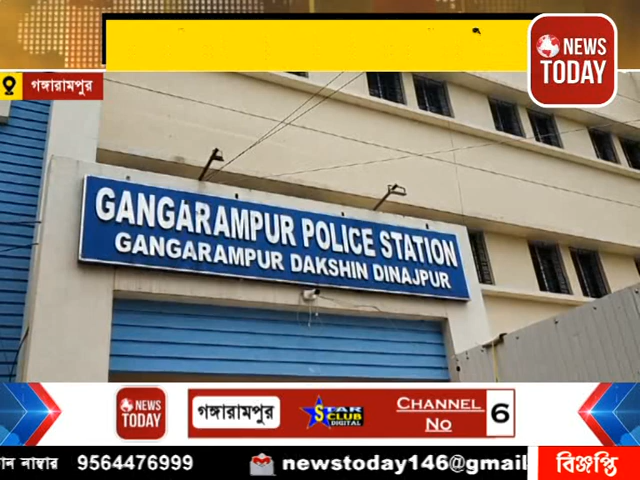 NEWS
TODAY
গঙ্গারামপুর
GANGARAMPUR POLICE STATION
GANGARAMPUR DAKSHIN DINAJPUR
NEWS
TODAY
গঙ্গারামপুর
STAR
CLUB
DIGITAL
CHANNEL
No
6
নাম্বার 9564476999 newstoday146@gmail
বিজ্ঞপ্তি